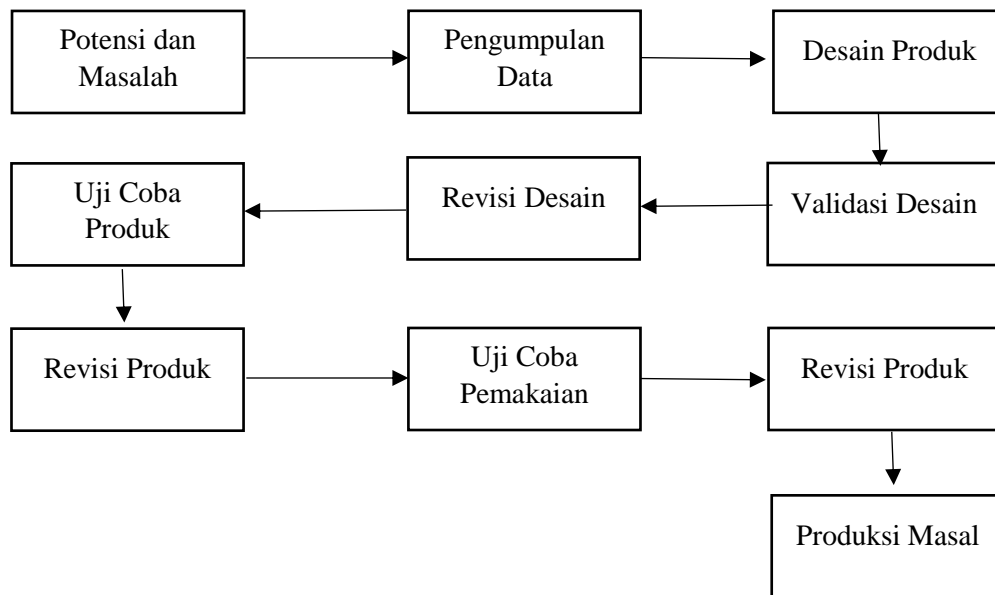 Potensi dan
Masalah
Pengumpulan
Data
Desain Produk
Validasi Desain
Revisi Desain
Uji Coba
Produk
Revisi Produk
Uji Coba
Pemakaian
Revisi Produk
Produksi Masal